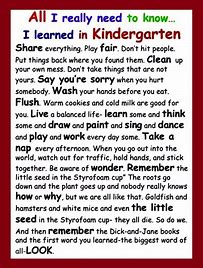 All I really need to know...
I learned in Kindergarten
Share everything. Play fair. Don't hit people.
Put things back where you found them. Clean up
your own mess. Don't take things that are not
yours. Say you're sorry when you hurt
somebody. Wash your hands before you eat.
Flush. Warm cookies and cold milk are good for
you. Live a balanced life- learn some and think
some and draw and paint and sing and dance
and play and work every day some. Take a
nap every afternoon. When you go out into the
world, watch out for traffic, hold hands, and stick
together. Be aware of wonder. Remember the
little seed in the Styrofoam cup" The roots go
down and the plant goes up and nobody really knows
how or why, but we are all like that. Goldfish and
hamsters and white mice and even the little
seed in the Styrofoam cup- they all die. So do we.
And then remember the Dick-and-Jane books
and the first word you learned-the biggest word of
all-LOOK.